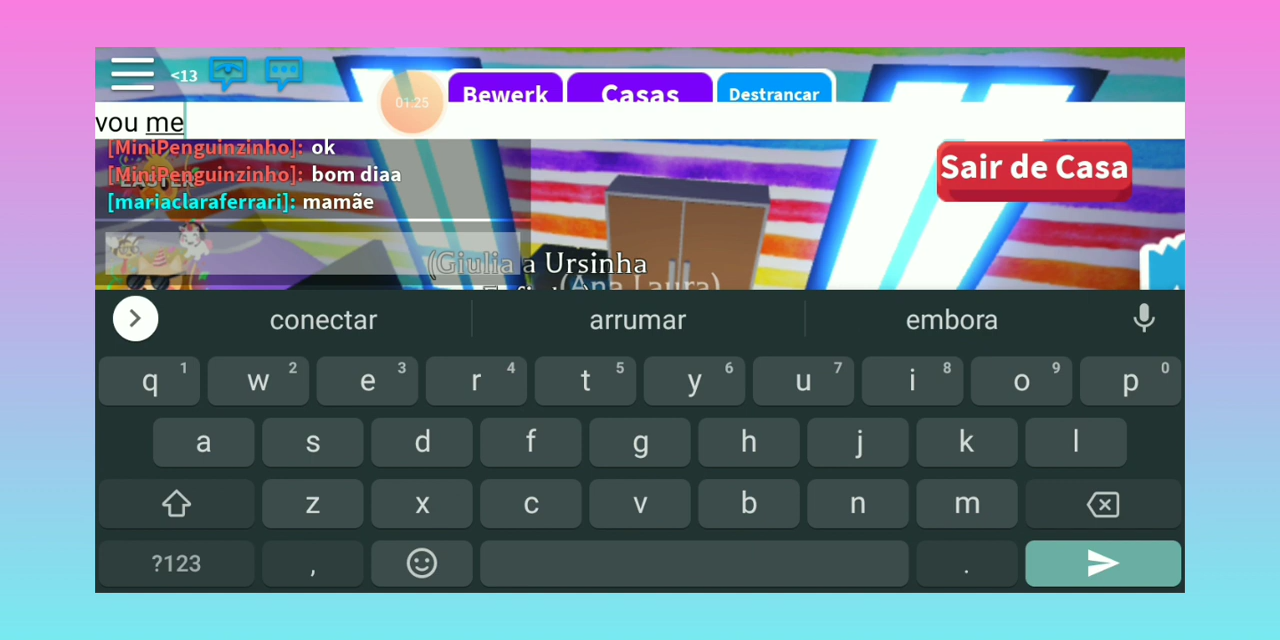 <13
01:25
Bewerk
Casas
Destrancar
vou me
[MiniPenguinzinho]: ok
[MiniPenguinzinho]: bom diaa
[mariaclaraferrari]: mamãe
EASTER
Sair de Casa
(Giulia a Ursinha
(Ana Laura)
conectar arrumar embora
q 1 w 2 e 3 r 4 t 5 y 6 u 7 i 8 o 9 p 0
a s d f g h j k l
z x c v b n m
?123 , .